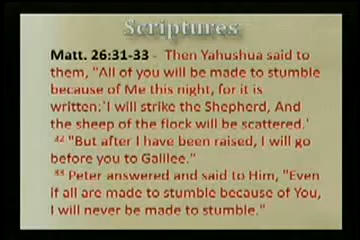 Scriptures
Matt. 26:31-33 - Then Yahushua said to
them, "All of you will be made to stumble
because of Me this night, for it is
written:'I will strike the Shepherd, And
the sheep of the flock will be scattered.'
32 "But after I have been raised, I will go
before you to Galilee."
33 Peter answered and said to Him, "Even
if all are made to stumble because of You,
I will never be made to stumble."